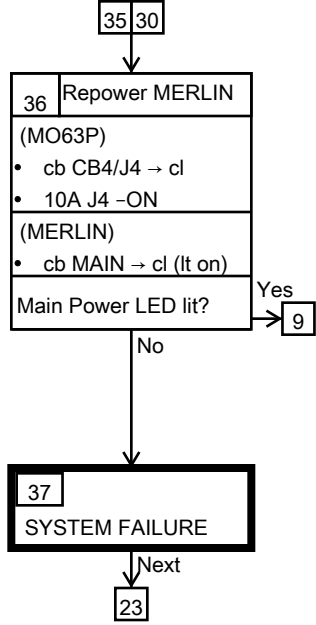 35 30
36 Repower MERLIN
(MO63P)
• cb CB4/J4 → cl
• 10A J4 −ON
(MERLIN)
• cb MAIN → cl (lt on)
Main Power LED lit?
Yes
9
No
37
SYSTEM FAILURE
Next
23